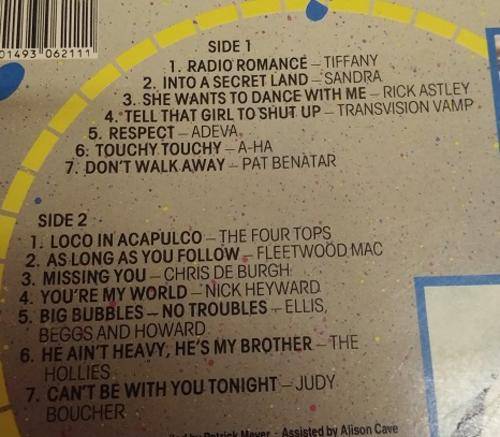 01493 062111
SIDE 1
1. RADIO ROMANCE – TIFFANY
2. INTO A SECRET LAND – SANDRA
3. SHE WANTS TO DANCE WITH ME – RICK ASTLEY
4. TELL THAT GIRL TO SHUT UP – TRANSVISION VAMP
5. RESPECT – ADEVA
6. TOUCHY TOUCHY – A-HA
7. DON'T WALK AWAY – PAT BENATAR
SIDE 2
1. LOCO IN ACAPULCO – THE FOUR TOPS
2. AS LONG AS YOU FOLLOW – FLEETWOOD MAC
3. MISSING YOU – CHRIS DE BURGH
4. YOU'RE MY WORLD – NICK HEYWARD
5. BIG BUBBLES – NO TROUBLES – ELLIS,
BEGGS AND HOWARD
6. HE AIN'T HEAVY, HE'S MY BROTHER – THE
HOLLIES
7. CAN'T BE WITH YOU TONIGHT – JUDY
BOUCHER
by Patrick Meyer - Assisted by Alison Cave